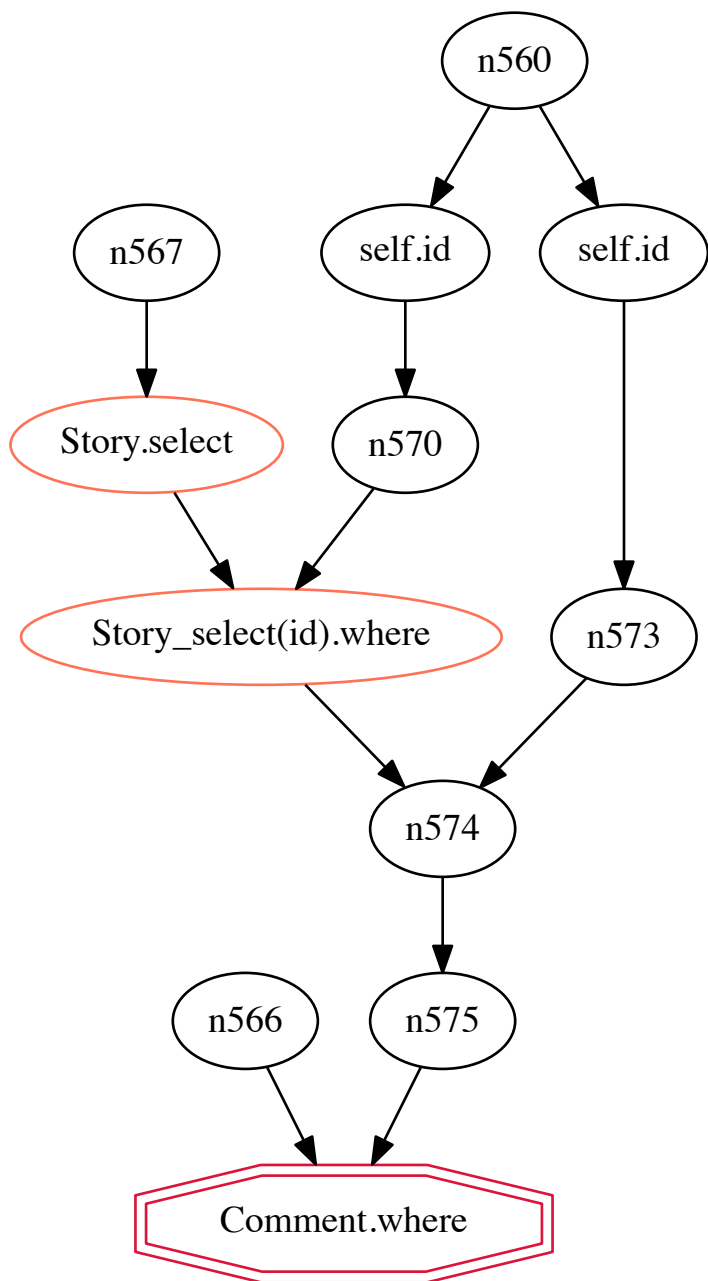 n560
n567
self.id
self.id
Story.select
n570
Story_select(id).where
n573
n574
n566
n575
Comment.where